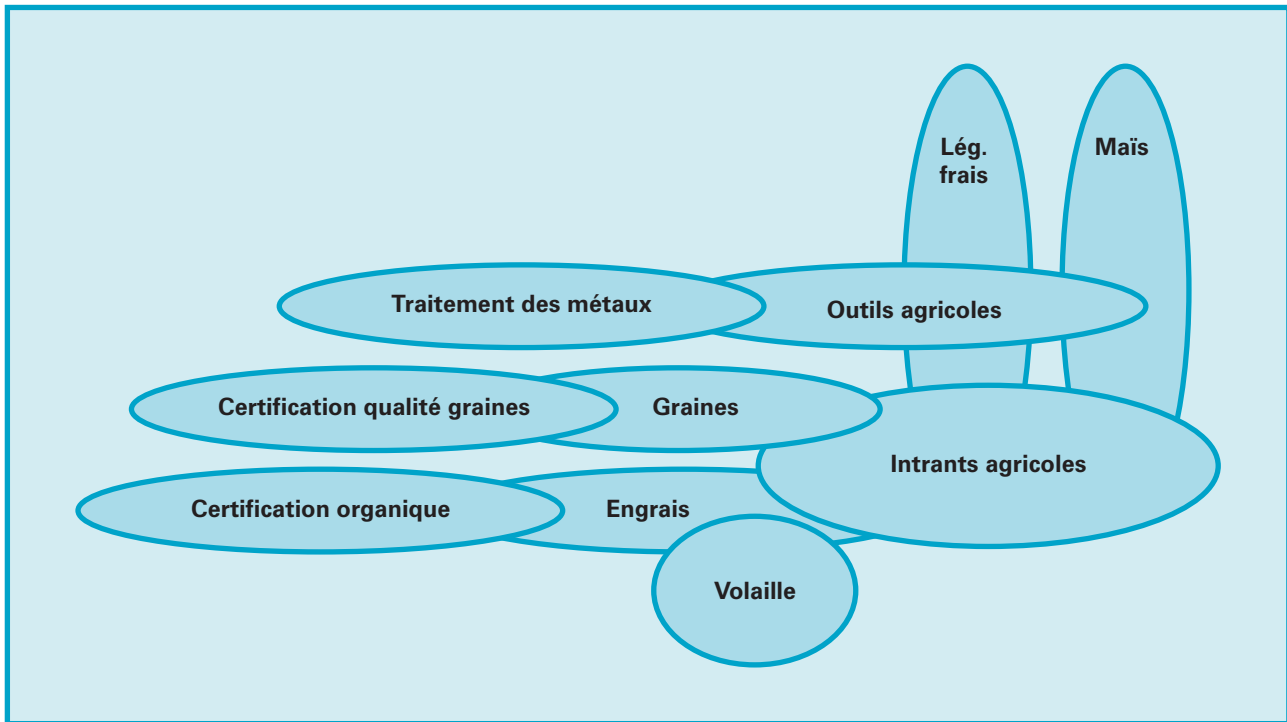 Lég.
frais
Maïs
Traitement des métaux
Outils agricoles
Certification qualité graines
Graines
Intrants agricoles
Certification organique
Engrais
Volaille